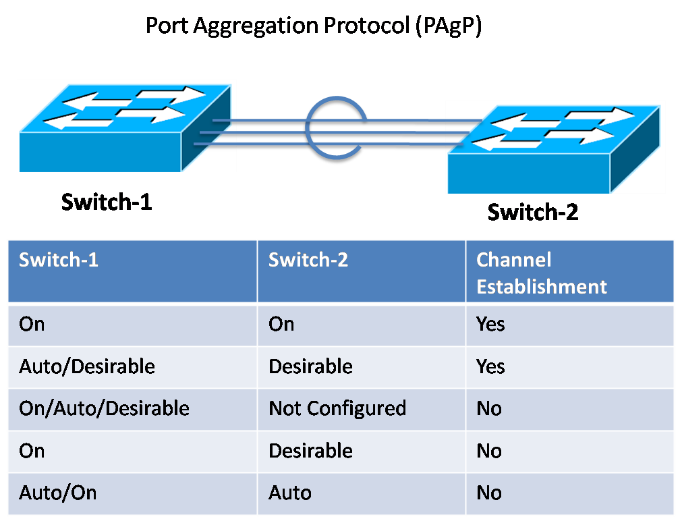 Port Aggregation Protocol (PAgP)
Switch-1
Switch-2
Switch-1 Switch-2 Channel Establishment
On On Yes
Auto/Desirable Desirable Yes
On/Auto/Desirable Not Configured No
On Desirable No
Auto/On Auto No